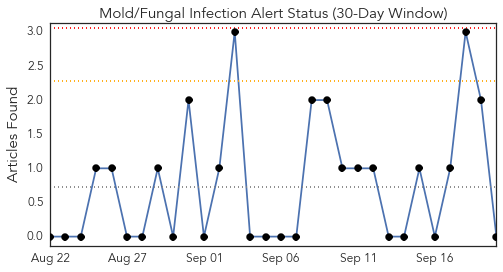 Mold/Fungal Infection Alert Status (30-Day Window)
Articles Found
3.0
2.5
2.0
1.5
1.0
0.5
0.0
Aug 22
Aug 27
Sep 01
Sep 06
Sep 11
Sep 16